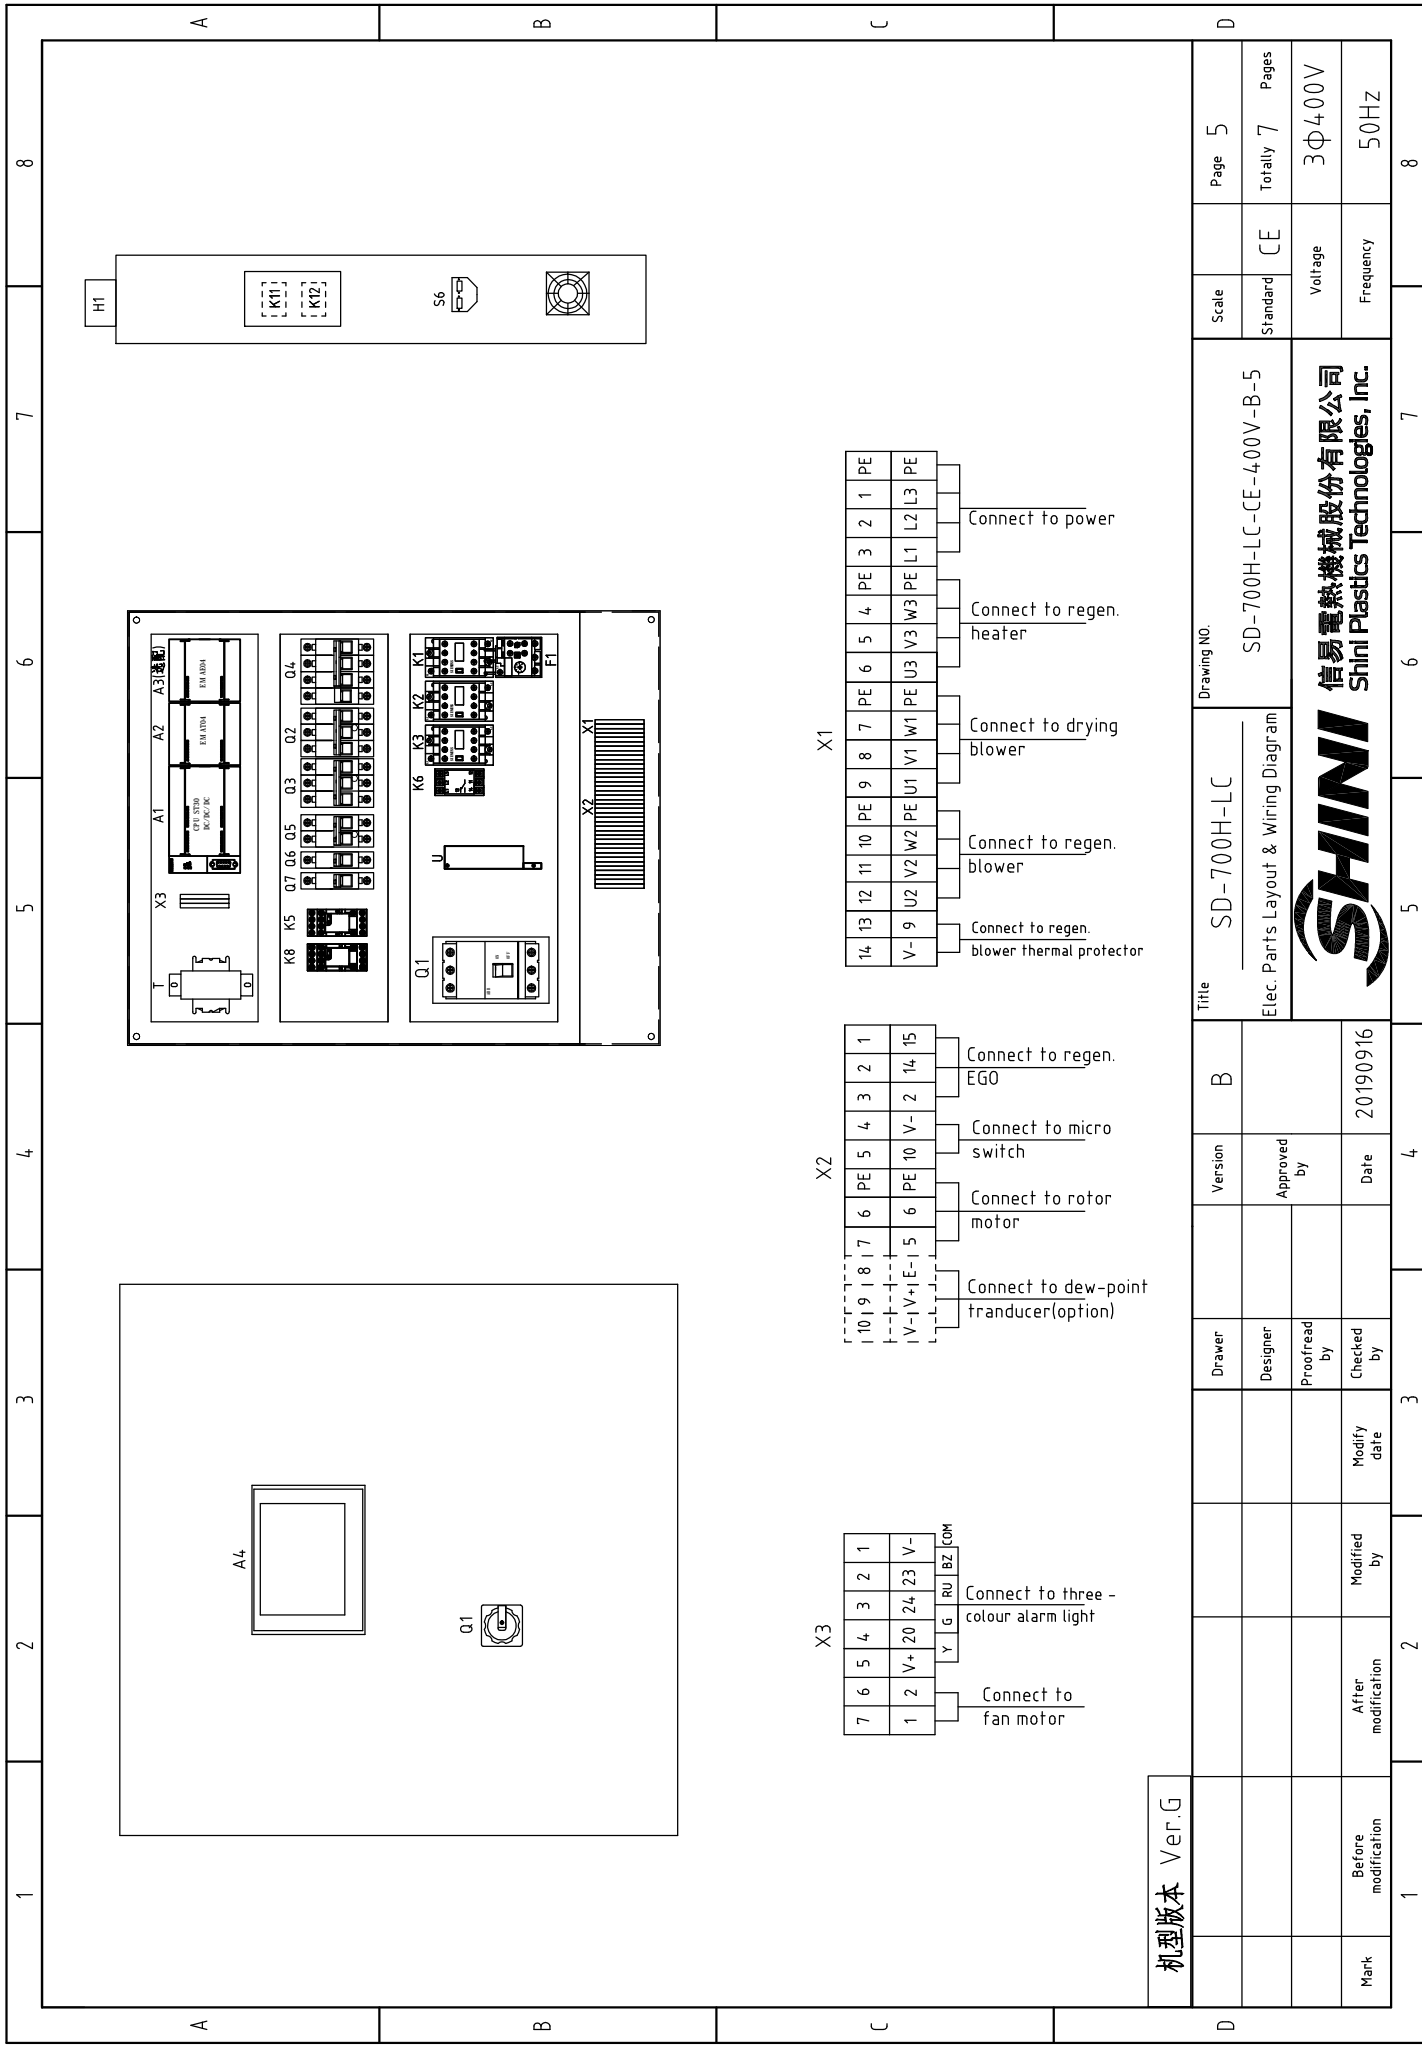 1 2 3 4 5 6 7 8
A
A
H1
T
X3
A1
A2
A3(选配)
CPU ST30
DC/DC/DC
EM AT04
EM AE04
A4
K11
K12
K8
K5
Q7
Q6
Q5
Q3
Q2
Q4
B
B
Q1
Q1
U
K6
K3
K2
K1
F1
S6
X2
X1
C
C
X3
7 6 5 4 3 2 1
1 2 V+ 20 24 23 V-
Y G RU BZ COM
Connect to
fan motor
Connect to three -
colour alarm light
X2
10 9 8 7 6 PE 5 4 3 2 1
V- V+ E- 5 6 PE 10 V- 2 14 15
Connect to dew-point
tranducer(option)
Connect to rotor
motor
Connect to micro
switch
Connect to regen.
EGO
X1
14 13 12 11 10 PE 9 8 7 PE 6 5 4 PE 3 2 1 PE
V- 9 U2 V2 W2 PE U1 V1 W1 PE U3 V3 W3 PE L1 L2 L3 PE
Connect to regen.
blower thermal protector
Connect to regen.
blower
Connect to drying
blower
Connect to regen.
heater
Connect to power
D
D
机型版本 Ver.G
Mark
Before
modification
After
modification
Modified
by
Modify
date
Drawer
Designer
Proofread
by
Checked
by
Version
B
Approved
by
Date
20190916
Title
SD-700H-LC
Elec. Parts Layout & Wiring Diagram
Drawing NO.
SD-700H-LC-CE-400V-B-5
SHINI
信易電熱機械股份有限公司
Shini Plastics Technologies, Inc.
Scale
Page 5
Standard
CE
Totally 7 Pages
Voltage
3Φ400V
Frequency
50HZ
1 2 3 4 5 6 7 8